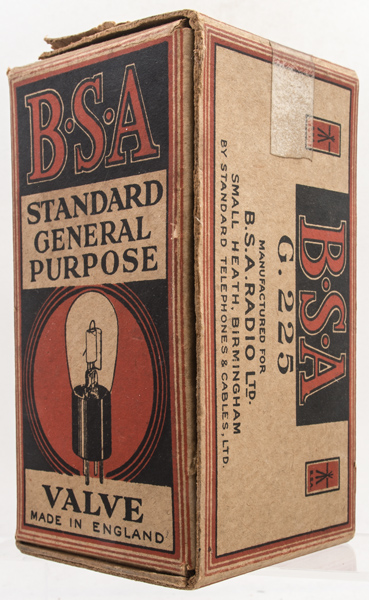 B·S·A
STANDARD
GENERAL
PURPOSE
VALVE
MADE IN ENGLAND
B·S·A
G.225
MANUFACTURED FOR
B.S.A. RADIO LTD.
SMALL HEATH, BIRMINGHAM
BY STANDARD TELEPHONES & CABLES, LTD.
B.S.A.